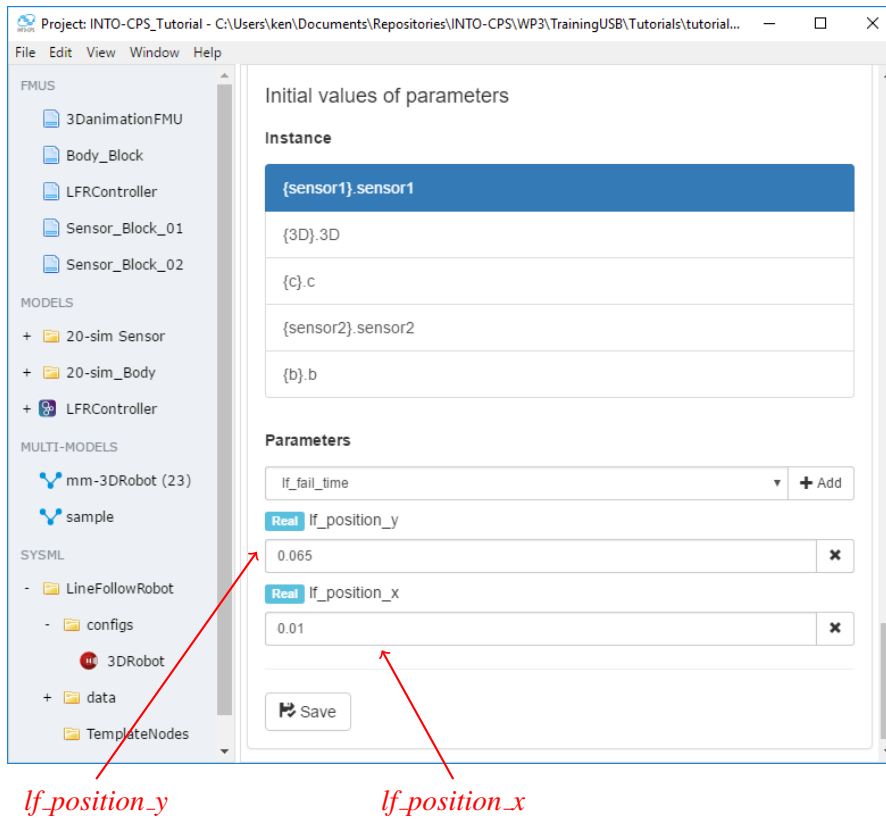 Project: INTO-CPS_Tutorial - C:\Users\ken\Documents\Repositories\INTO-CPS\WP3\TrainingUSB\Tutorials\tutorial...
File Edit View Window Help
FMUS
3DanimationFMU
Body_Block
LFRController
Sensor_Block_01
Sensor_Block_02
MODELS
+ 20-sim Sensor
+ 20-sim_Body
+ LFRController
MULTI-MODELS
mm-3DRobot (23)
sample
SYSML
- LineFollowRobot
- configs
3DRobot
+ data
TemplateNodes
Initial values of parameters
Instance
{sensor1}.sensor1
{3D}.3D
{c}.c
{sensor2}.sensor2
{b}.b
Parameters
lf_fail_time
+ Add
Real lf_position_y
0.065
Real lf_position_x
0.01
Save
lf_position_y
lf_position_x